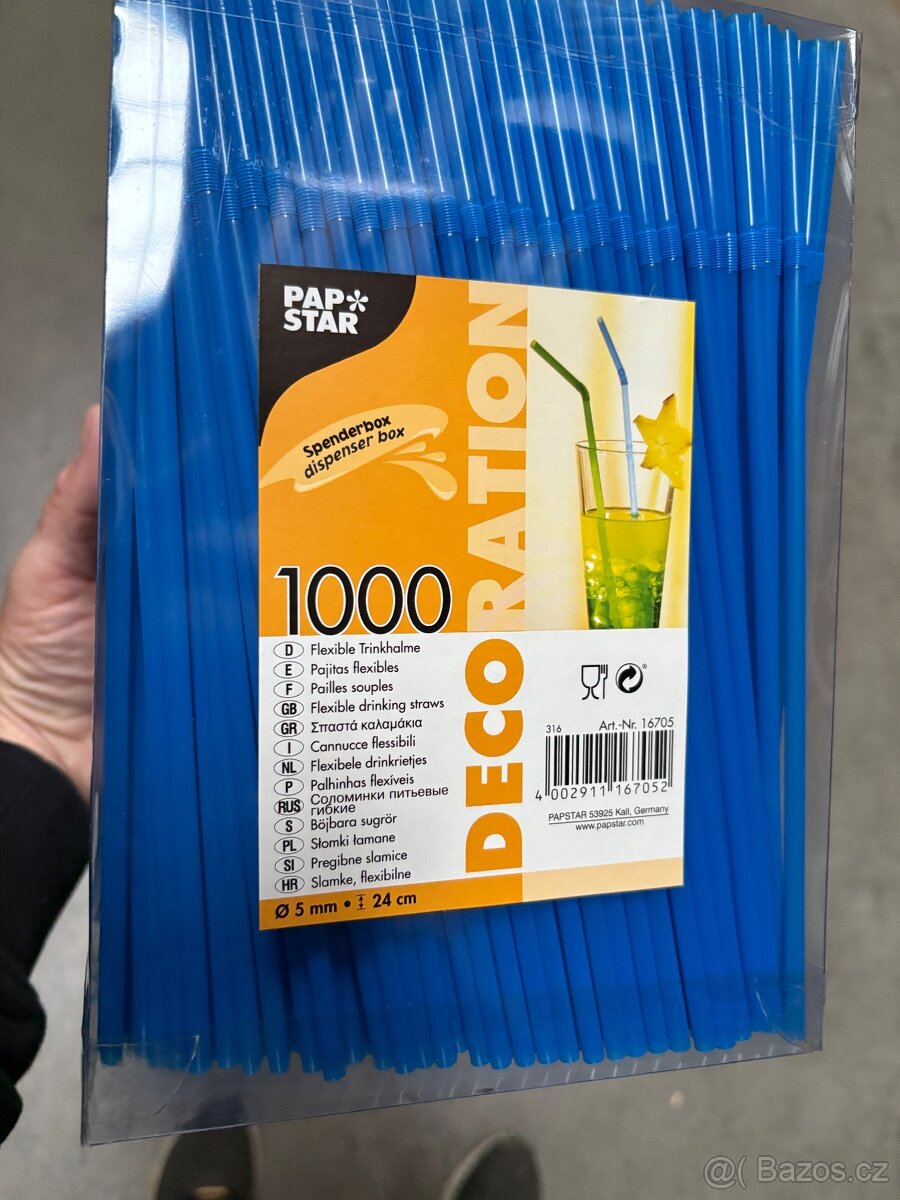 PAP*
STAR
Spenderbox
dispenser box
DECORATION
1000
D Flexible Trinkhalme
E Pajitas flexibles
F Pailles souples
GB Flexible drinking straws
GR Σπαστά καλαμάκια
I Cannucce flessibili
NL Flexibele drinkrietjes
P Palhinhas flexíveis
RUS Соломинки питьевые
гибкие
S Böjbara sugrör
PL Słomki łamane
SI Pregibne slamice
HR Slamke, flexibilne
Ø 5 mm • 24 cm
®
316 Art.-Nr. 16705
4 002911 167052
PAPSTAR 53925 Kall, Germany
www.papstar.com
@( Bazos.cz